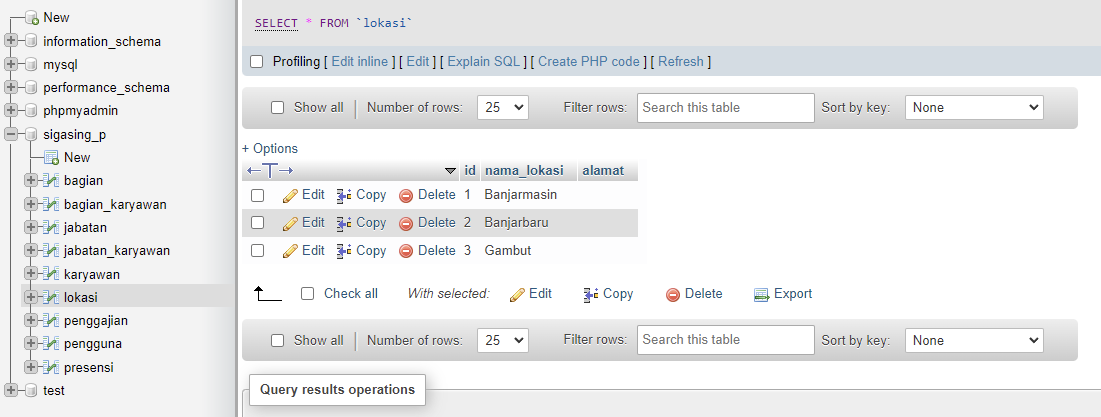 New
information_schema
mysql
performance_schema
phpmyadmin
sigasing_p
New
bagian
bagian_karyawan
jabatan
jabatan_karyawan
karyawan
lokasi
penggajian
pengguna
presensi
test
SELECT * FROM `lokasi`
Profiling [ Edit inline ] [ Edit ] [ Explain SQL ] [ Create PHP code ] [ Refresh ]
Show all Number of rows: 25 Filter rows: Search this table Sort by key: None
+ Options
id nama_lokasi alamat
Edit Copy Delete 1 Banjarmasin
Edit Copy Delete 2 Banjarbaru
Edit Copy Delete 3 Gambut
Check all With selected: Edit Copy Delete Export
Show all Number of rows: 25 Filter rows: Search this table Sort by key: None
Query results operations